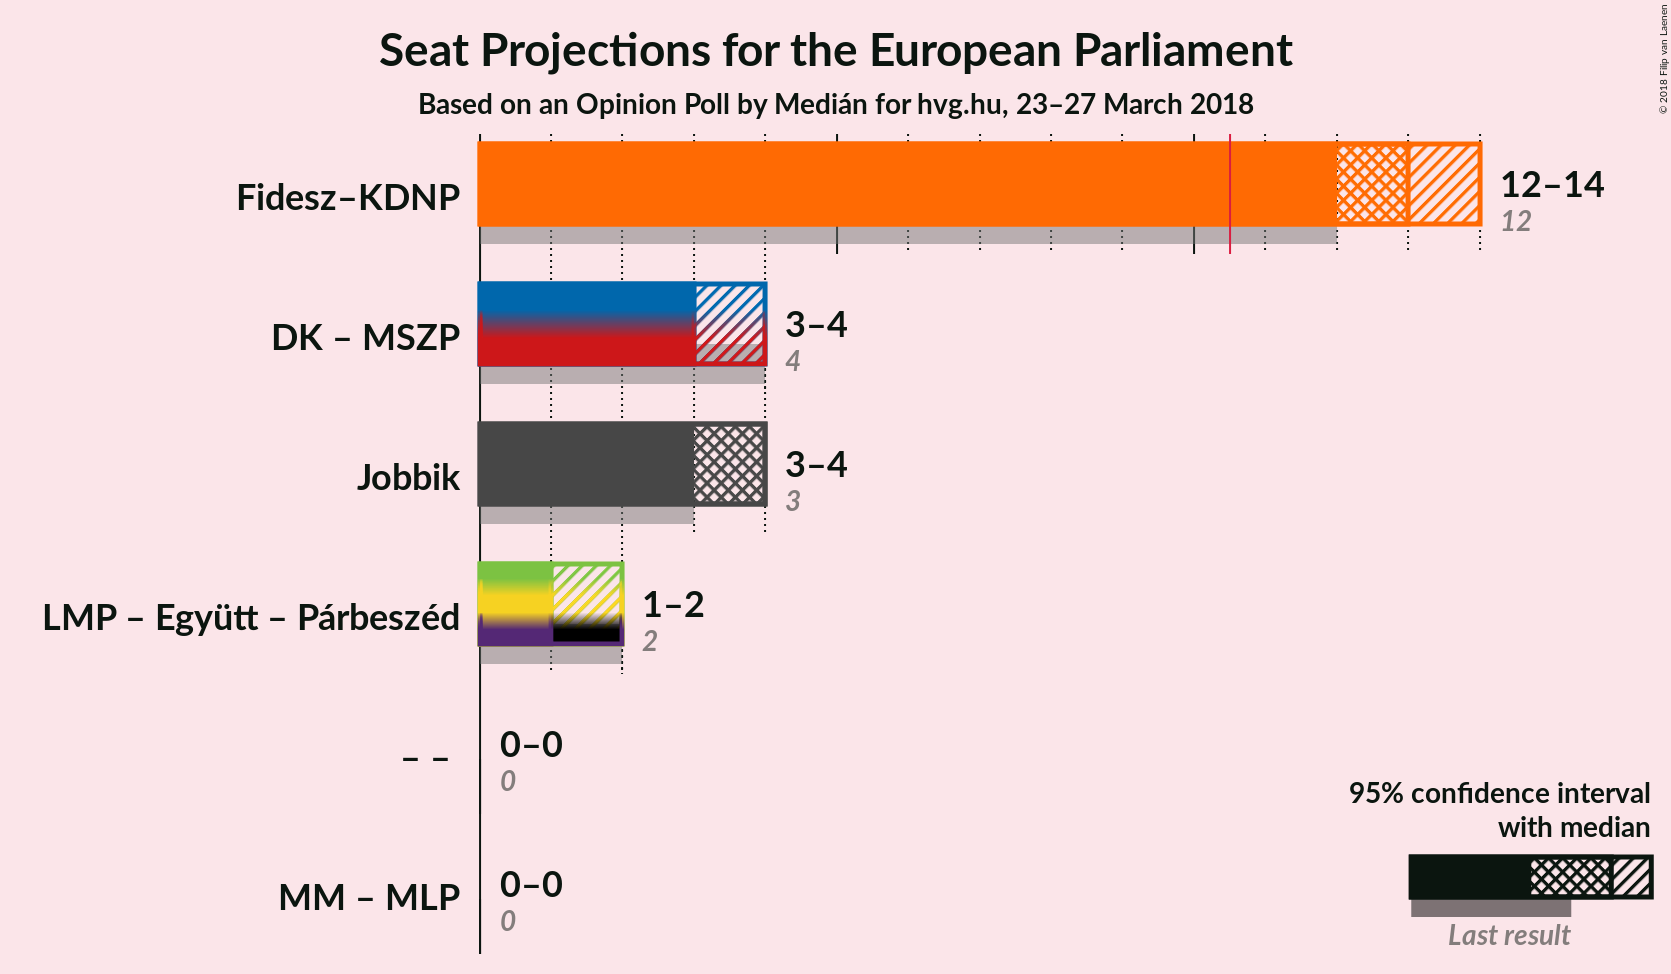 Seat Projections for the European Parliament
Based on an Opinion Poll by Medián for hvg.hu, 23–27 March 2018
© 2018 Filip van Laenen
Fidesz–KDNP
12–14
12
DK – MSZP
3–4
4
Jobbik
3–4
3
LMP – Együtt – Párbeszéd
1–2
2
– –
0–0
0
MM – MLP
0–0
0
95% confidence interval
with median
Last result